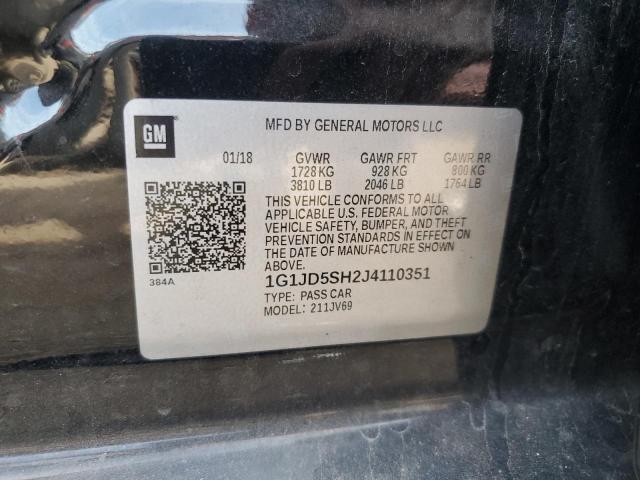 GM
MFD BY GENERAL MOTORS LLC
01/18 GVWR GAWR FRT GAWR RR
1728 KG 928 KG 800 KG
3810 LB 2046 LB 1764 LB
THIS VEHICLE CONFORMS TO ALL
APPLICABLE U.S. FEDERAL MOTOR
VEHICLE SAFETY, BUMPER, AND THEFT
PREVENTION STANDARDS IN EFFECT ON
THE DATE OF MANUFACTURE SHOWN
ABOVE.
384A
1G1JD5SH2J4110351
TYPE: PASS CAR
MODEL: 211JV69